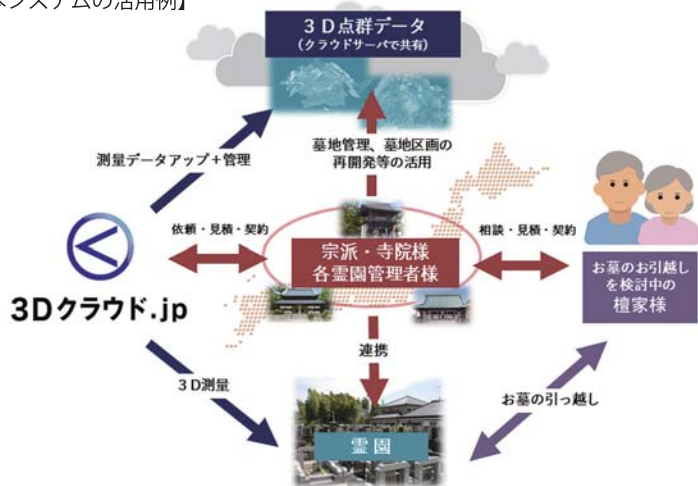 システムの活用例】
3D点群データ
(クラウドサーバで共有)
測量データアップ+管理
墓地管理、墓地区画の
再開発等の活用
依頼・見積・契約
相談・見積・契約
宗派・寺院様
各霊園管理者様
3Dクラウド.jp
お墓のお引越し
を検討中の
檀家様
連携
3D測量
お墓の引っ越し
霊園